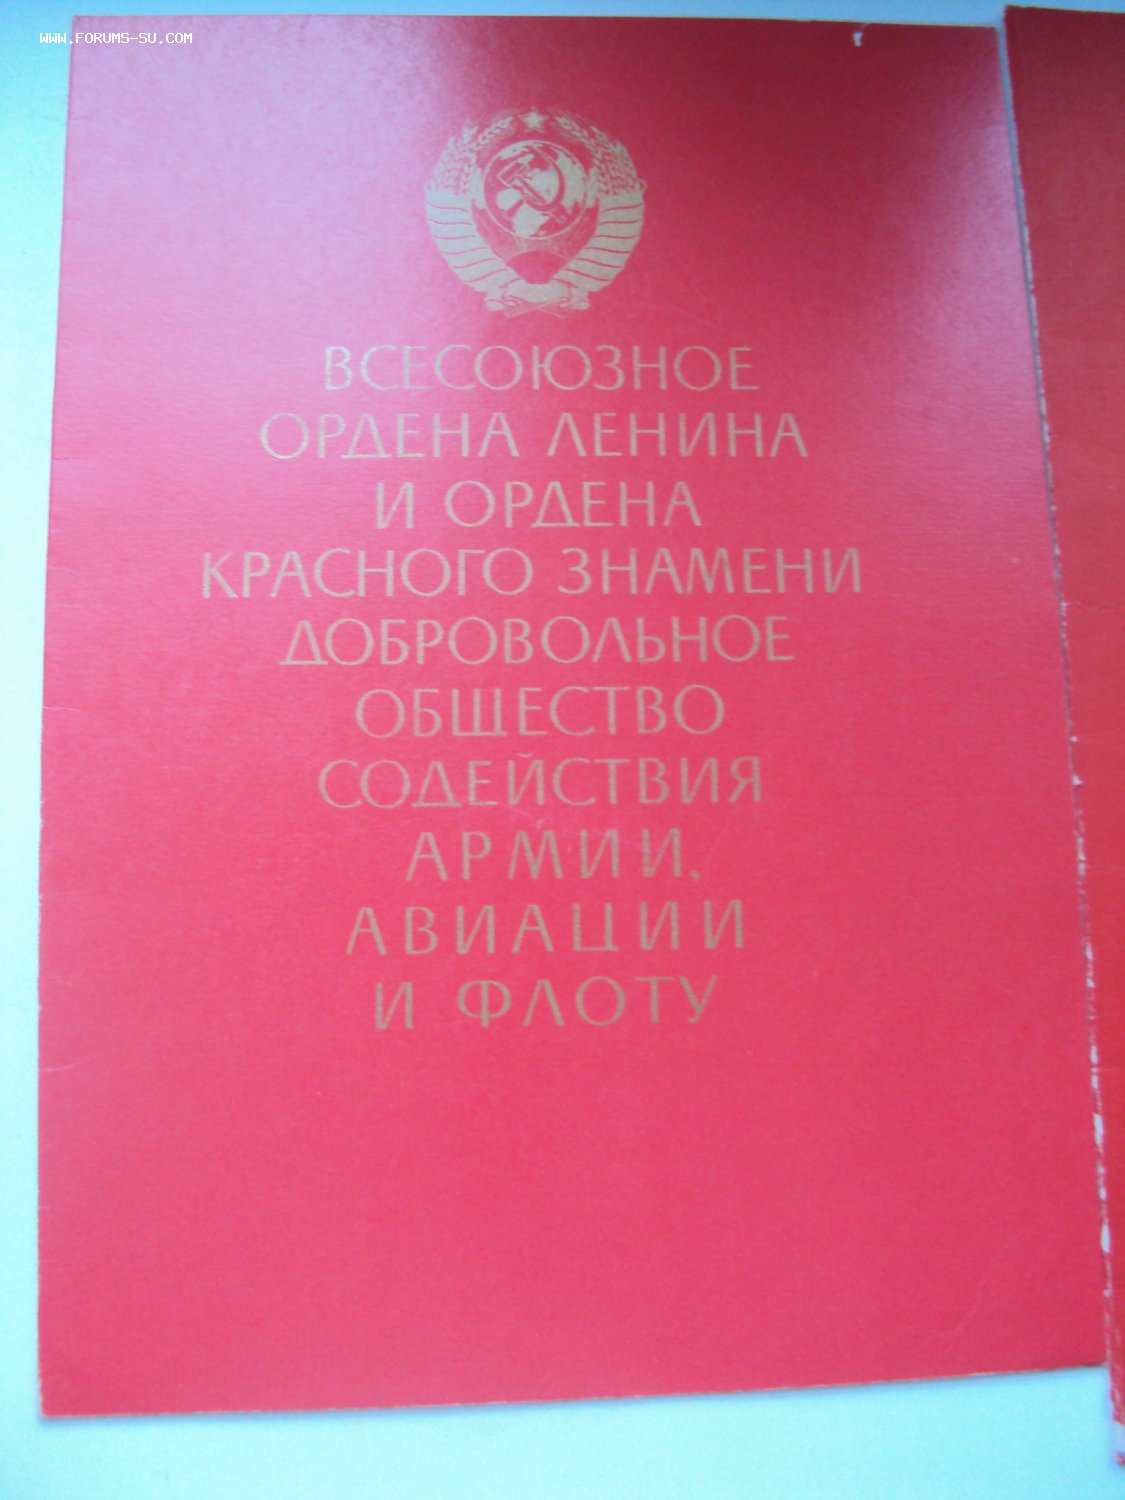 WWW.FORUMS-SU.COM
ВСЕСОЮЗНОЕ
ОРДЕНА ЛЕНИНА
И ОРДЕНА
КРАСНОГО ЗНАМЕНИ
ДОБРОВОЛЬНОЕ
ОБЩЕСТВО
СОДЕЙСТВИЯ
АРМИИ,
АВИАЦИИ
И ФЛОТУ